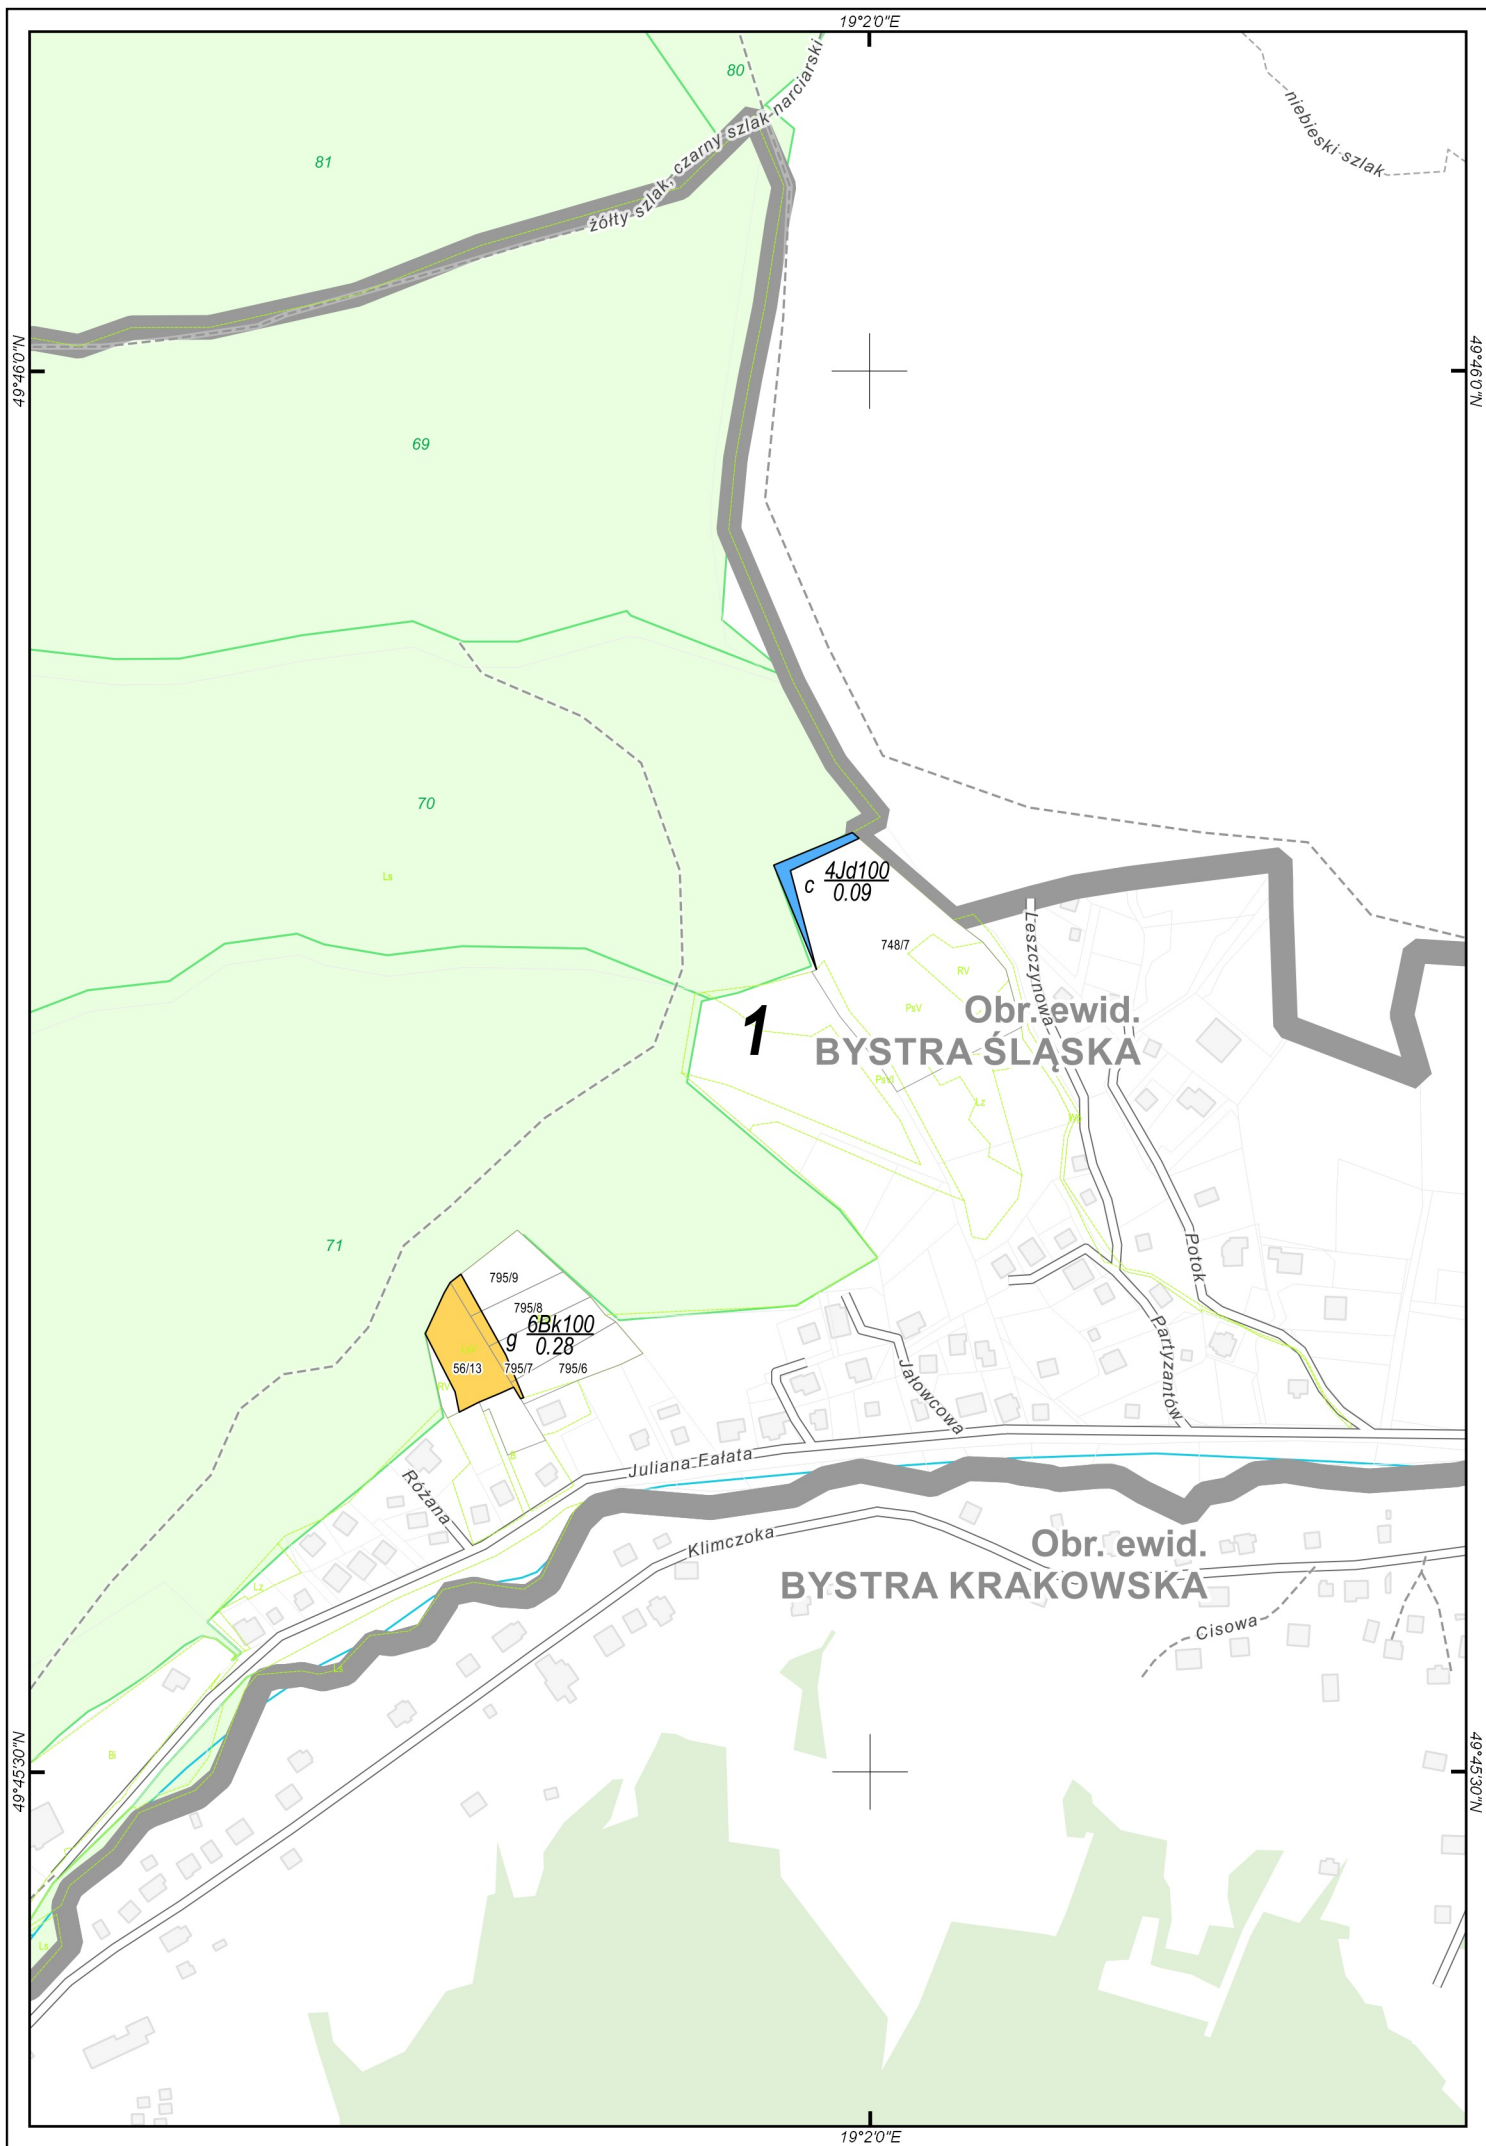 19°2'0"E
80
żółty szlak, czarny szlak narciarski
niebieski szlak
81
49°46'0"N
49°46'0"N
69
70
Ls
c 4Jd100
0.09
748/7
RV
Leszczynowa
PsV
Obr. ewid.
BYSTRA ŚLĄSKA
1
PsVI
Lz
71
Potok
795/9
795/8
g 6Bk100
0.28
56/13
795/7
795/6
RV
Partyzantów
Jałowcowa
B
Juliana Fałata
Różana
Klimczoka
Obr. ewid.
BYSTRA KRAKOWSKA
Lz
Cisowa
Ls
Bi
49°45'30"N
49°45'30"N
Ls
19°2'0"E